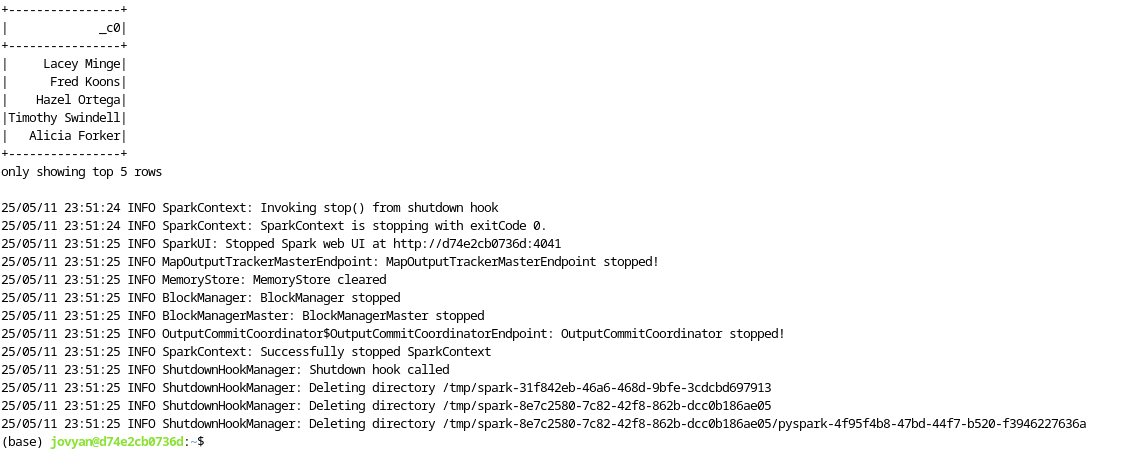 +----------------+
|             _c0|
+----------------+
|     Lacey Minge|
|      Fred Koons|
|    Hazel Ortega|
|Timothy Swindell|
|   Alicia Forker|
+----------------+
only showing top 5 rows

25/05/11 23:51:24 INFO SparkContext: Invoking stop() from shutdown hook
25/05/11 23:51:24 INFO SparkContext: SparkContext is stopping with exitCode 0.
25/05/11 23:51:25 INFO SparkUI: Stopped Spark web UI at http://d74e2cb0736d:4041
25/05/11 23:51:25 INFO MapOutputTrackerMasterEndpoint: MapOutputTrackerMasterEndpoint stopped!
25/05/11 23:51:25 INFO MemoryStore: MemoryStore cleared
25/05/11 23:51:25 INFO BlockManager: BlockManager stopped
25/05/11 23:51:25 INFO BlockManagerMaster: BlockManagerMaster stopped
25/05/11 23:51:25 INFO OutputCommitCoordinator$OutputCommitCoordinatorEndpoint: OutputCommitCoordinator stopped!
25/05/11 23:51:25 INFO SparkContext: Successfully stopped SparkContext
25/05/11 23:51:25 INFO ShutdownHookManager: Shutdown hook called
25/05/11 23:51:25 INFO ShutdownHookManager: Deleting directory /tmp/spark-31f842eb-46a6-468d-9bfe-3cdcbd697913
25/05/11 23:51:25 INFO ShutdownHookManager: Deleting directory /tmp/spark-8e7c2580-7c82-42f8-862b-dcc0b186ae05
25/05/11 23:51:25 INFO ShutdownHookManager: Deleting directory /tmp/spark-8e7c2580-7c82-42f8-862b-dcc0b186ae05/pyspark-4f95f4b8-47bd-44f7-b520-f3946227636a
(base) jovyan@d74e2cb0736d:~$